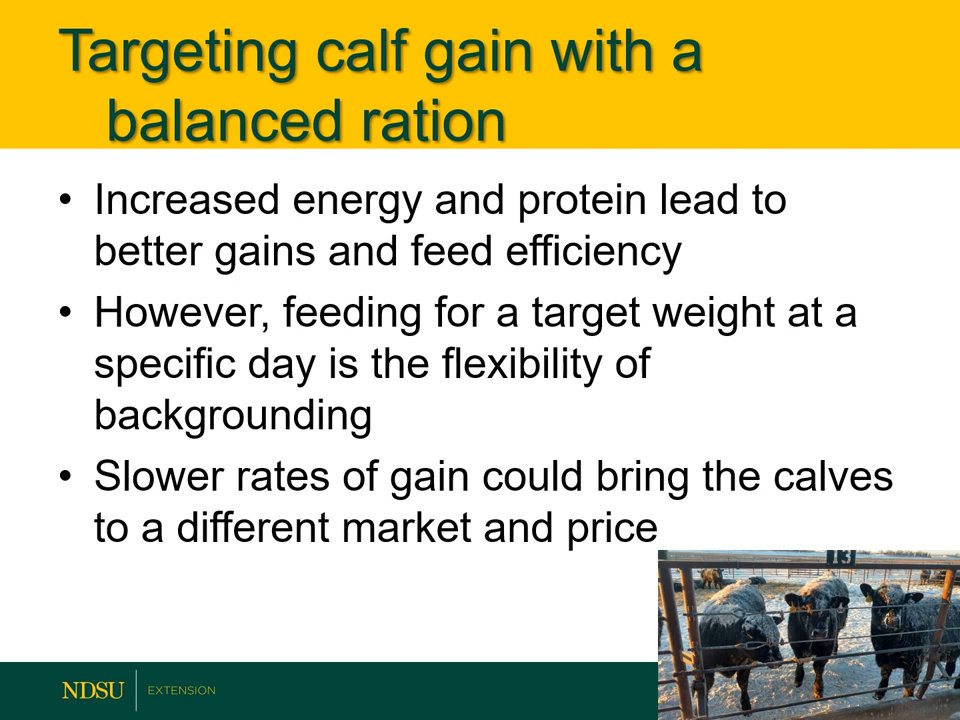 Targeting calf gain with a
balanced ration
• Increased energy and protein lead to
better gains and feed efficiency
• However, feeding for a target weight at a
specific day is the flexibility of
backgrounding
• Slower rates of gain could bring the calves
to a different market and price
13
NDSU EXTENSION